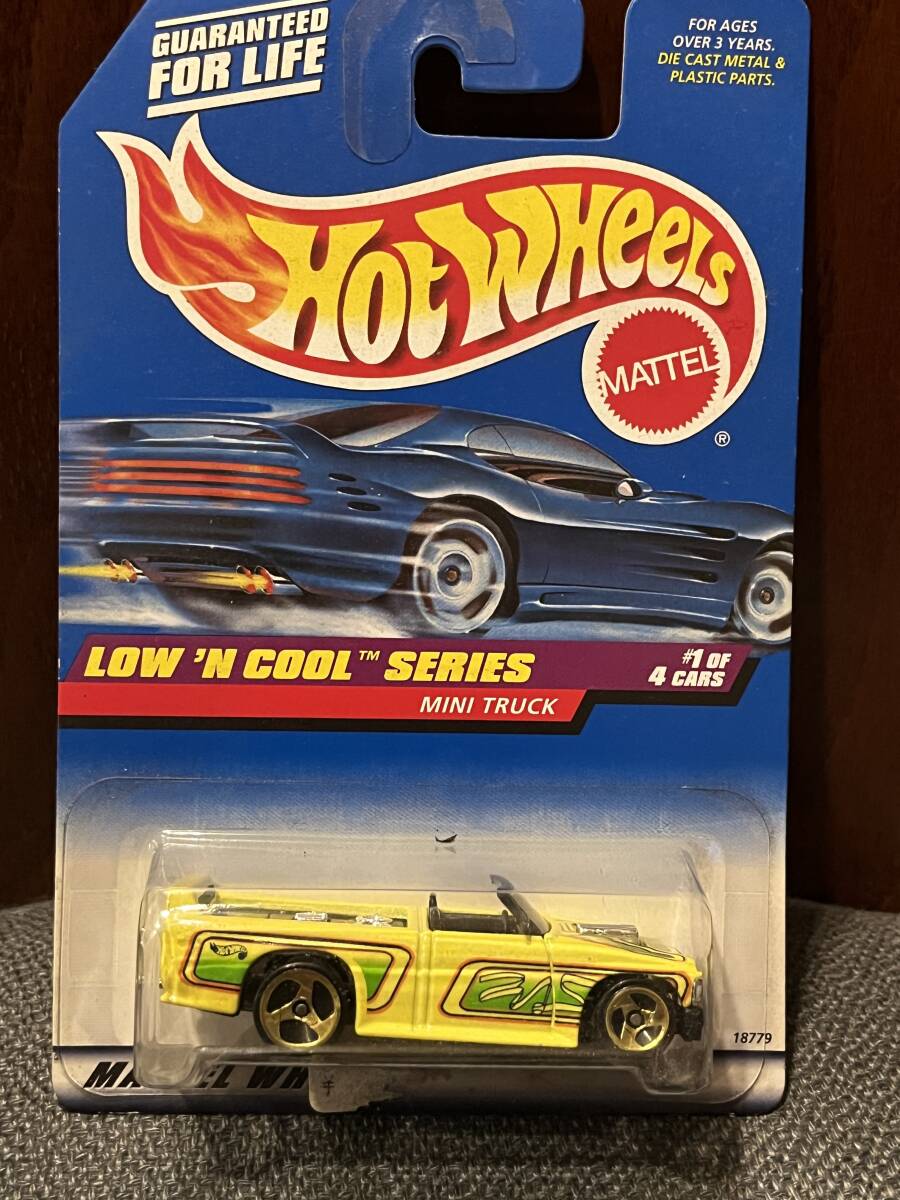 GUARANTEED
FOR LIFE
FOR AGES
OVER 3 YEARS.
DIE CAST METAL &
PLASTIC PARTS.
HOT WHEELS
MATTEL
®
LOW 'N COOL™ SERIES
#1 OF
4 CARS
MINI TRUCK
18779